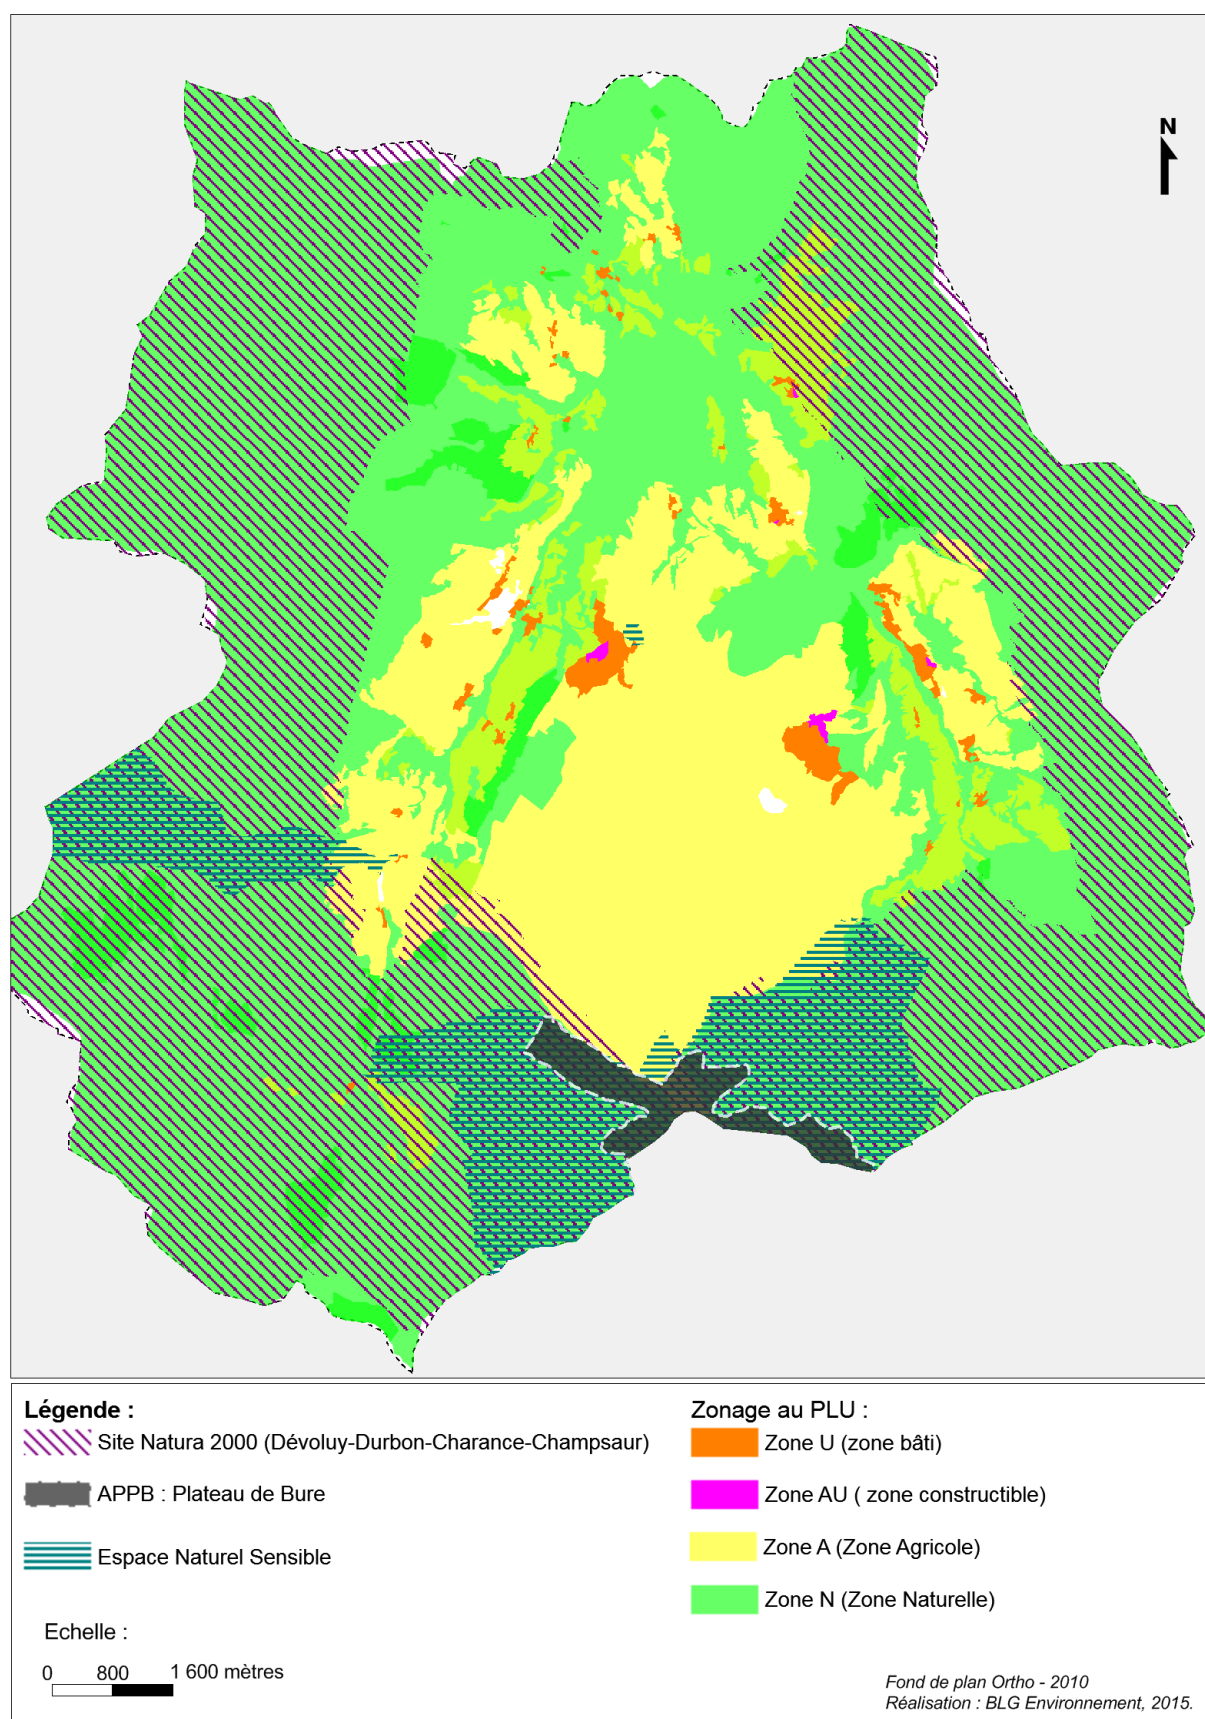 N
Légende :
Site Natura 2000 (Dévoluy-Durbon-Charance-Champsaur)
APPB : Plateau de Bure
Espace Naturel Sensible
Echelle :
0 800 1 600 mètres
Zonage au PLU :
Zone U (zone bâti)
Zone AU ( zone constructible)
Zone A (Zone Agricole)
Zone N (Zone Naturelle)
Fond de plan Ortho - 2010
Réalisation : BLG Environnement, 2015.